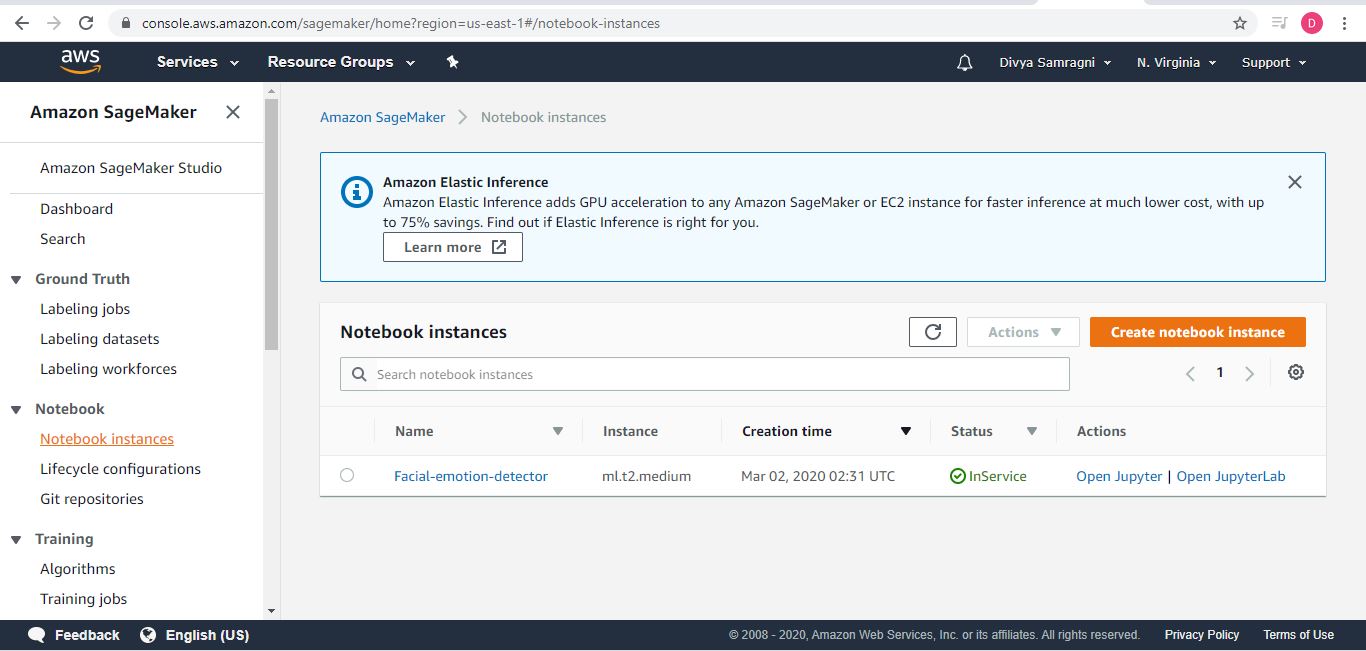 console.aws.amazon.com/sagemaker/home?region=us-east-1#/notebook-instances
D
aws
Services
Resource Groups
Divya Samragni
N. Virginia
Support
Amazon SageMaker
Amazon SageMaker Studio
Dashboard
Search
Ground Truth
Labeling jobs
Labeling datasets
Labeling workforces
Notebook
Notebook instances
Lifecycle configurations
Git repositories
Training
Algorithms
Training jobs
Amazon SageMaker > Notebook instances
Amazon Elastic Inference
Amazon Elastic Inference adds GPU acceleration to any Amazon SageMaker or EC2 instance for faster inference at much lower cost, with up
to 75% savings. Find out if Elastic Inference is right for you.
Learn more
Notebook instances
Actions
Create notebook instance
Search notebook instances
1
Name Instance Creation time Status Actions
Facial-emotion-detector ml.t2.medium Mar 02, 2020 02:31 UTC InService Open Jupyter | Open JupyterLab
Feedback
English (US)
© 2008 - 2020, Amazon Web Services, Inc. or its affiliates. All rights reserved.
Privacy Policy
Terms of Use